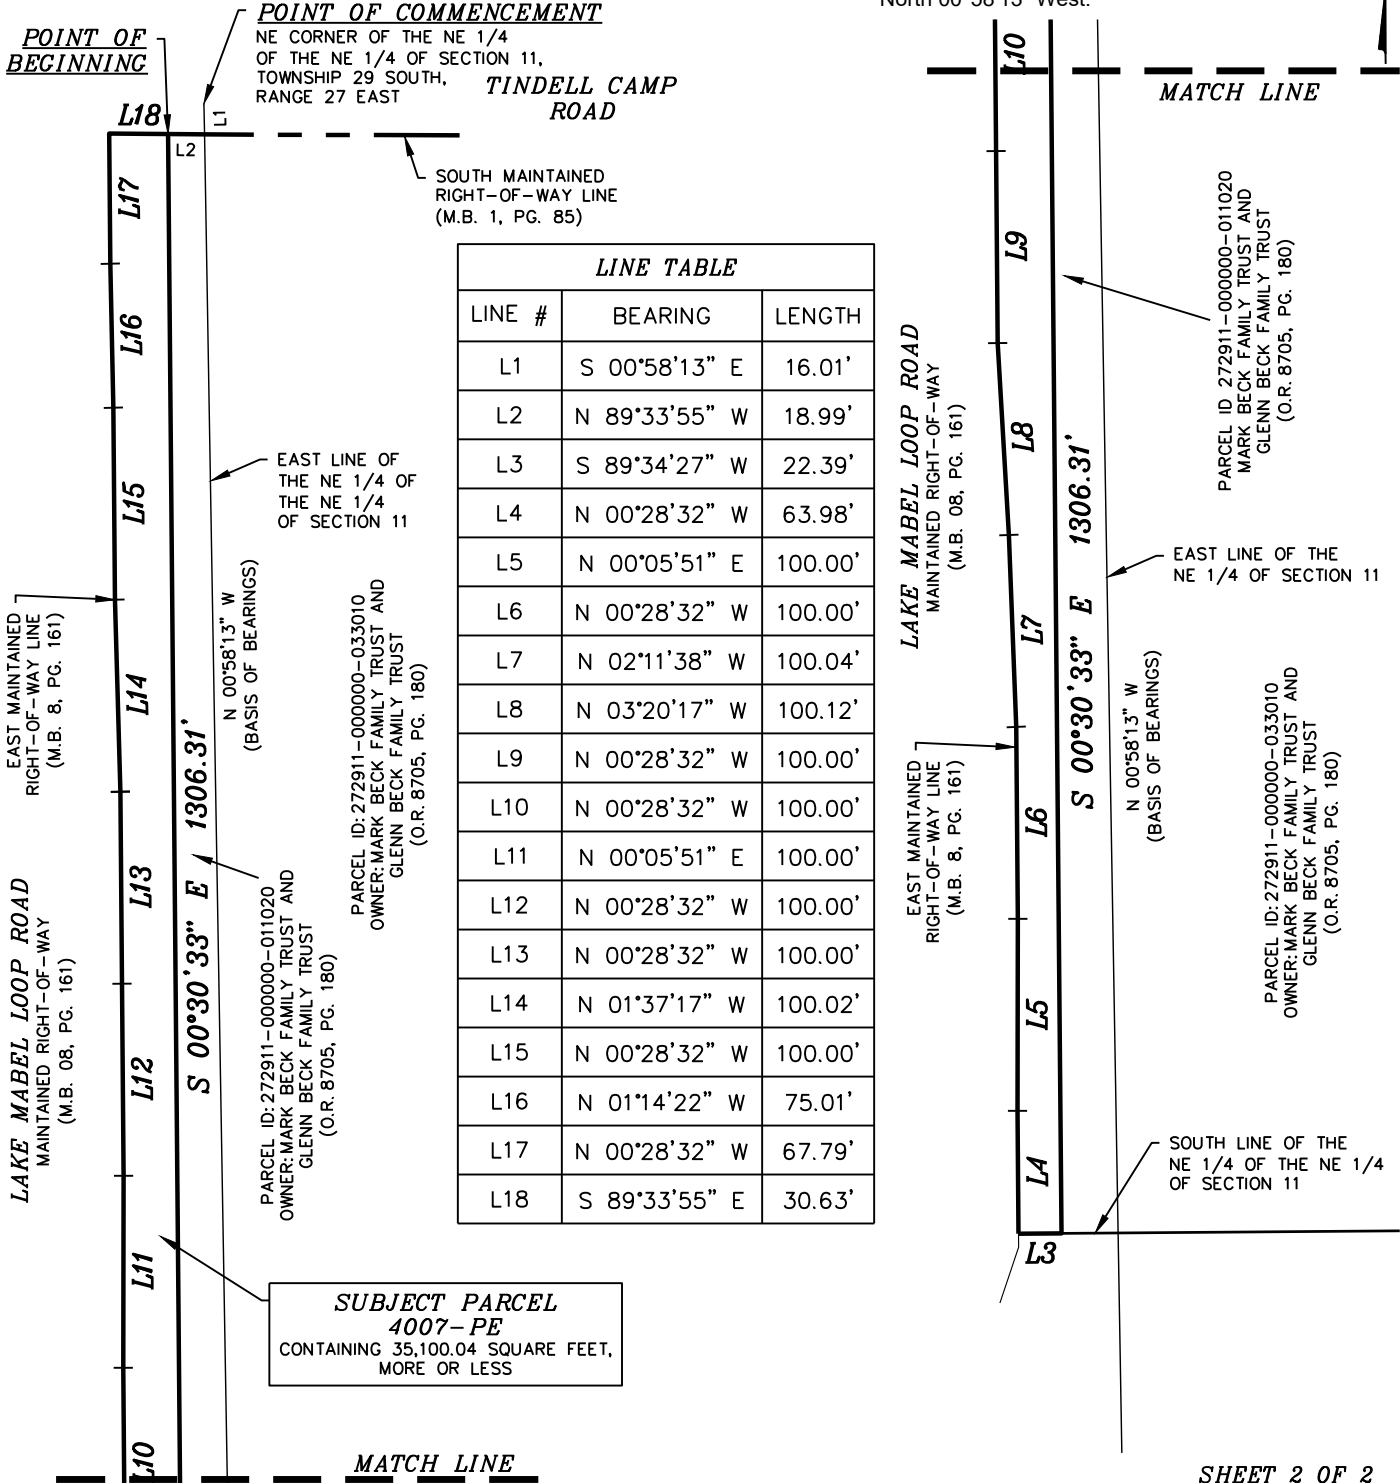 POINT OF COMMENCEMENT
NE CORNER OF THE NE 1/4
OF THE NE 1/4 OF SECTION 11,
TOWNSHIP 29 SOUTH,
RANGE 27 EAST
POINT OF
BEGINNING
TINDELL CAMP
ROAD
L18
L1
L2
SOUTH MAINTAINED
RIGHT-OF-WAY LINE
(M.B. 1, PG. 85)
L17
L16
L15
L14
L13
L12
L11
L10
EAST LINE OF
THE NE 1/4 OF
THE NE 1/4
OF SECTION 11
N 00°58'13" W
(BASIS OF BEARINGS)
EAST MAINTAINED
RIGHT-OF-WAY LINE
(M.B. 8, PG. 161)
S 00°30'33" E 1306.31'
PARCEL ID:272911-000000-033010
OWNER:MARK BECK FAMILY TRUST AND
GLENN BECK FAMILY TRUST
(O.R. 8705, PG. 180)
LAKE MABEL LOOP ROAD
MAINTAINED RIGHT-OF-WAY
(M.B. 08, PG. 161)
PARCEL ID:272911-000000-011020
OWNER:MARK BECK FAMILY TRUST AND
GLENN BECK FAMILY TRUST
(O.R. 8705, PG. 180)
SUBJECT PARCEL
4007-PE
CONTAINING 35,100.04 SQUARE FEET,
MORE OR LESS
MATCH LINE
LINE TABLE
LINE # BEARING LENGTH
L1 S 00°58'13" E 16.01'
L2 N 89°33'55" W 18.99'
L3 S 89°34'27" W 22.39'
L4 N 00°28'32" W 63.98'
L5 N 00°05'51" E 100.00'
L6 N 00°28'32" W 100.00'
L7 N 02°11'38" W 100.04'
L8 N 03°20'17" W 100.12'
L9 N 00°28'32" W 100.00'
L10 N 00°28'32" W 100.00'
L11 N 00°05'51" E 100.00'
L12 N 00°28'32" W 100.00'
L13 N 00°28'32" W 100.00'
L14 N 01°37'17" W 100.02'
L15 N 00°28'32" W 100.00'
L16 N 01°14'22" W 75.01'
L17 N 00°28'32" W 67.79'
L18 S 89°33'55" E 30.63'
North 00°58'13" West.
L10
MATCH LINE
L9
L8
L7
L6
L5
L4
L3
PARCEL ID 272911-000000-011020
MARK BECK FAMILY TRUST AND
GLENN BECK FAMILY TRUST
(O.R. 8705, PG. 180)
LAKE MABEL LOOP ROAD
MAINTAINED RIGHT-OF-WAY
(M.B. 08, PG. 161)
S 00°30'33" E 1306.31'
EAST LINE OF THE
NE 1/4 OF SECTION 11
N 00°58'13" W
(BASIS OF BEARINGS)
EAST MAINTAINED
RIGHT-OF-WAY LINE
(M.B. 8, PG. 161)
PARCEL ID:272911-000000-033010
OWNER:MARK BECK FAMILY TRUST AND
GLENN BECK FAMILY TRUST
(O.R. 8705, PG. 180)
SOUTH LINE OF THE
NE 1/4 OF THE NE 1/4
OF SECTION 11
SHEET 2 OF 2